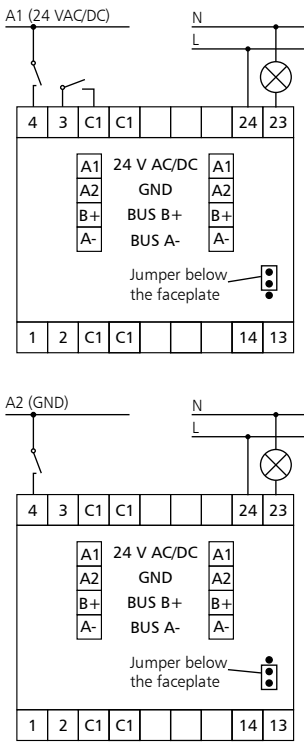 A1 (24 VAC/DC) N
L
4 3 C1 C1 24 23
A1 24 V AC/DC A1
A2 GND A2
B+ BUS B+ B+
A- BUS A- A-
Jumper below
the faceplate
1 2 C1 C1 14 13
A2 (GND) N
L
4 3 C1 C1 24 23
A1 24 V AC/DC A1
A2 GND A2
B+ BUS B+ B+
A- BUS A- A-
Jumper below
the faceplate
1 2 C1 C1 14 13